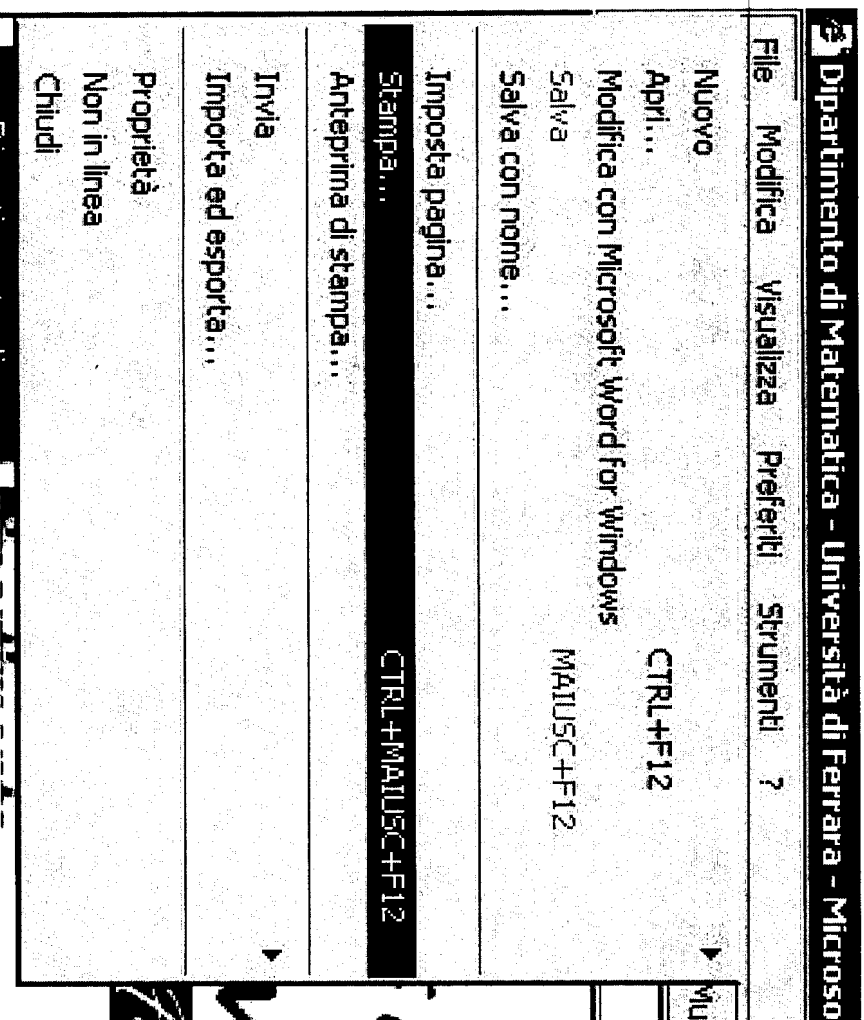 Dipartimento di Matematica - Università di Ferrara - Microso
File Modifica Visualizza Preferiti Strumenti ?
Nuovo
Apri... CTRL+F12
Modifica con Microsoft Word for Windows
Salva MAIUSC+F12
Salva con nome...
Imposta pagina...
Stampa... CTRL+MAIUSC+F12
Anteprima di stampa...
Invia
Importa ed esporta...
Proprietà
Non in linea
Chiudi